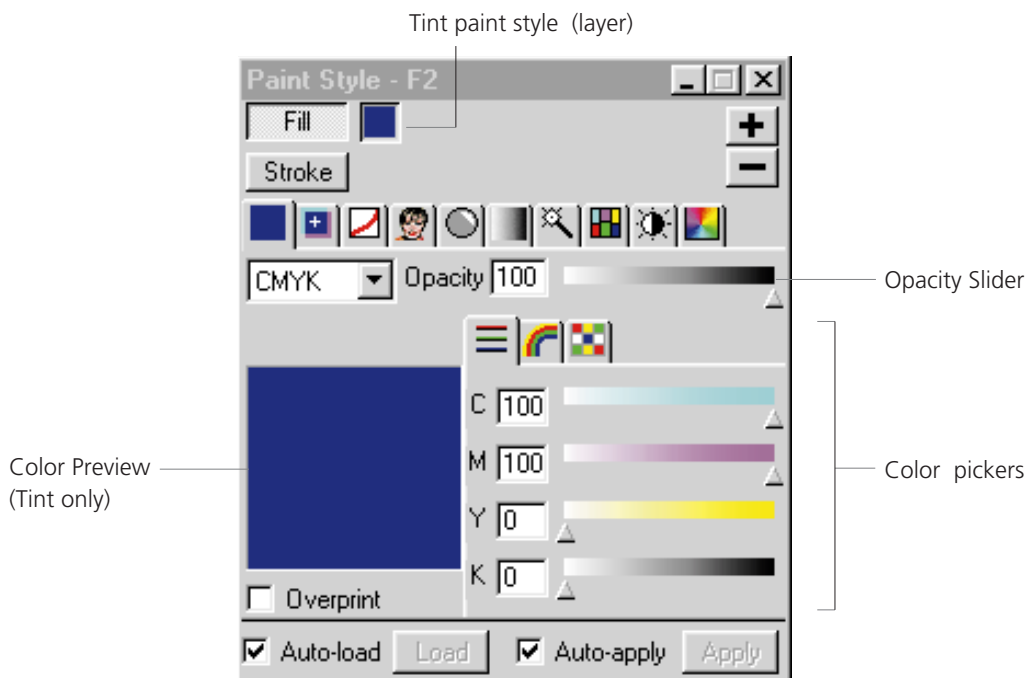 Tint paint style (layer)
Paint Style - F2
Fill
Stroke
CMYK Opacity 100
Opacity Slider
C 100
M 100
Y 0
K 0
Color Preview
(Tint only)
Color pickers
Overprint
Auto-load Load Auto-apply Apply